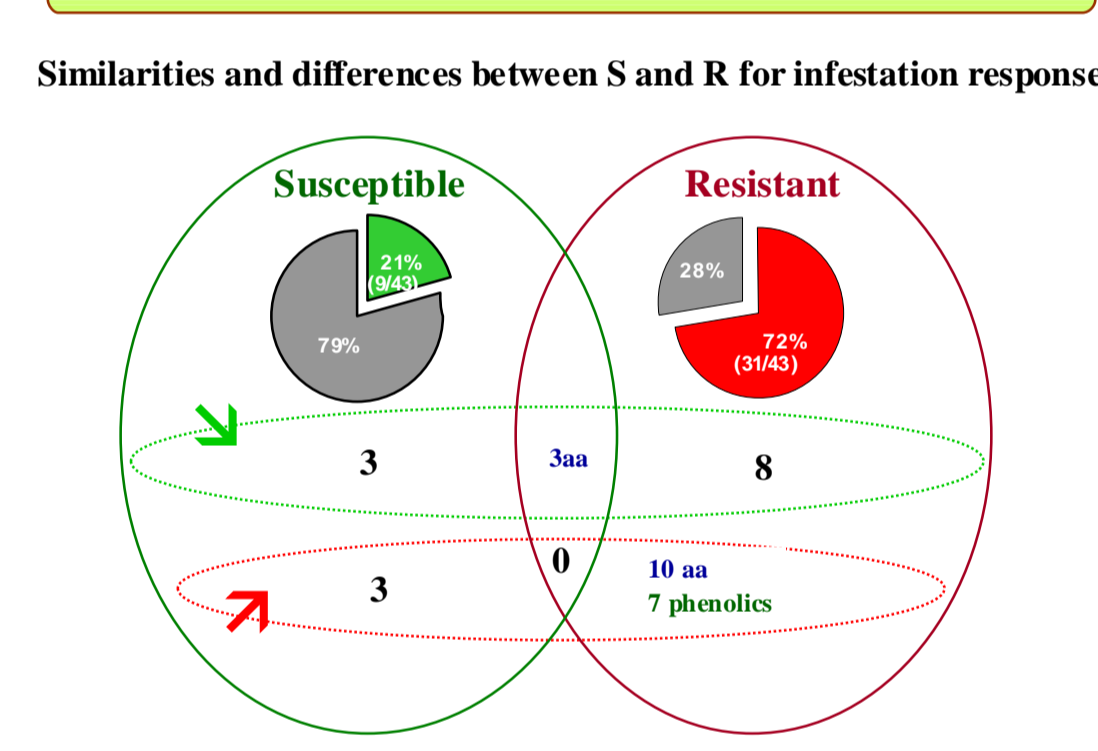 Similarities and differences between S and R for infestation response
Susceptible
Resistant
21%
(9/43)
79%
28%
72%
(31/43)
3
3aa
8
3
0
10 aa
7 phenolics